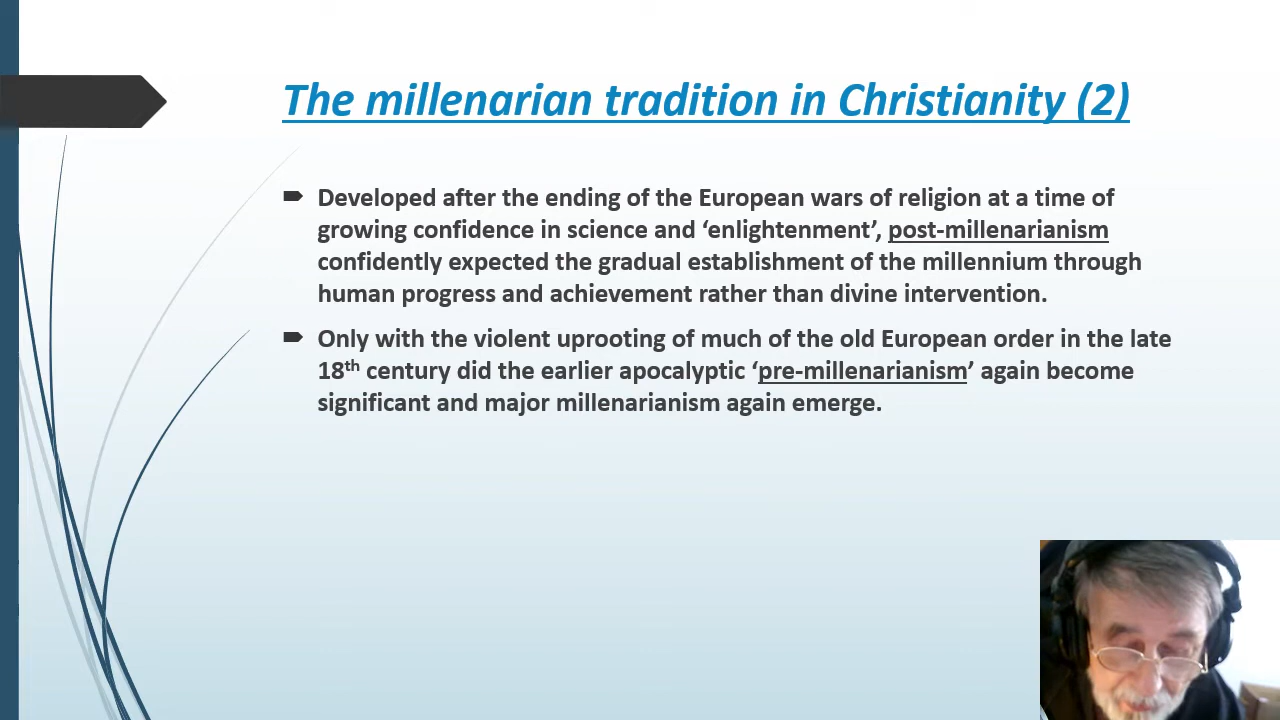 The millenarian tradition in Christianity (2)
Developed after the ending of the European wars of religion at a time of
growing confidence in science and ‘enlightenment’, post-millenarianism
confidently expected the gradual establishment of the millennium through
human progress and achievement rather than divine intervention.
Only with the violent uprooting of much of the old European order in the late
18th century did the earlier apocalyptic ‘pre-millenarianism’ again become
significant and major millenarianism again emerge.